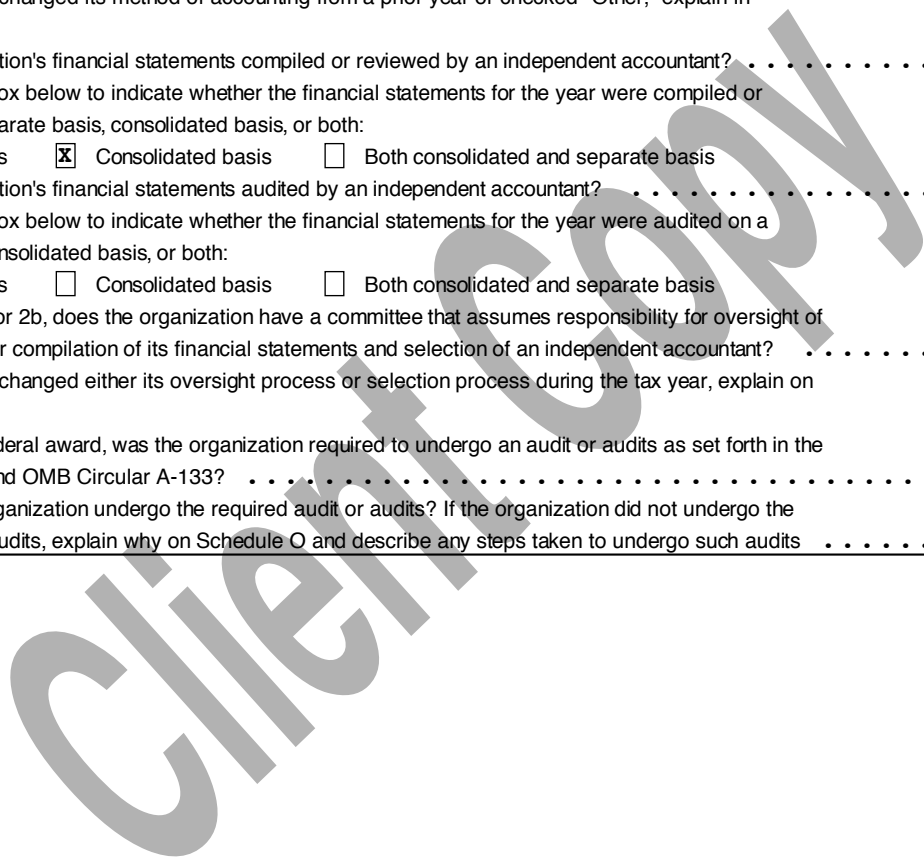 changed its method of accounting from a prior year or checked "Other," explain in
tion's financial statements compiled or reviewed by an independent accountant? . . . . . . . . . .
ox below to indicate whether the financial statements for the year were compiled or
arate basis, consolidated basis, or both:
s X Consolidated basis Both consolidated and separate basis
tion's financial statements audited by an independent accountant? . . . . . . . . . . . . . . . .
ox below to indicate whether the financial statements for the year were audited on a
nsolidated basis, or both:
s Consolidated basis Both consolidated and separate basis
or 2b, does the organization have a committee that assumes responsibility for oversight of
r compilation of its financial statements and selection of an independent accountant? . . . . . . .
changed either its oversight process or selection process during the tax year, explain on
deral award, was the organization required to undergo an audit or audits as set forth in the
nd OMB Circular A-133? . . . . . . . . . . . . . . . . . . . . . . . . . . . . . . . . . . .
ganization undergo the required audit or audits? If the organization did not undergo the
udits, explain why on Schedule O and describe any steps taken to undergo such audits . . . . . .
Client Copy